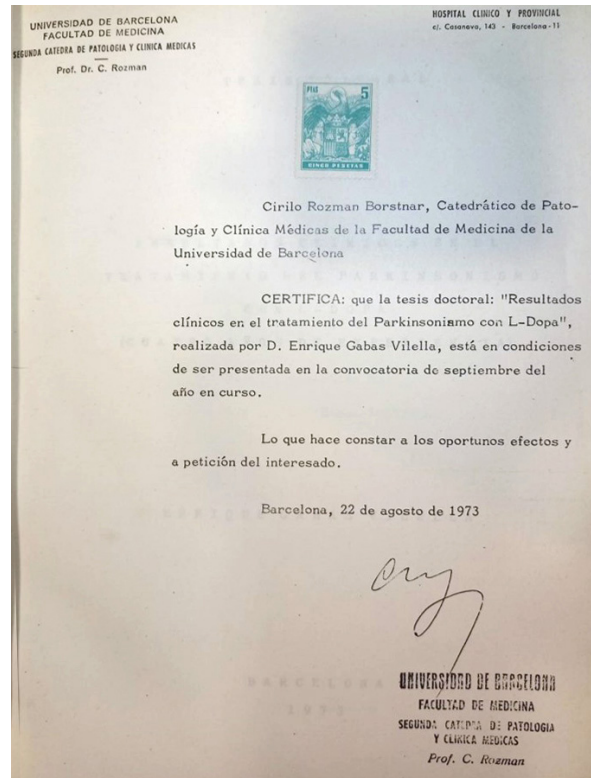 UNIVERSIDAD DE BARCELONA
FACULTAD DE MEDICINA
SEGUNDA CATEDRA DE PATOLOGIA Y CLINICA MEDICAS
Prof. Dr. C. Rozman
HOSPITAL CLINICO Y PROVINCIAL
c/. Casanova, 143 - Barcelona-11
PTAS 5
CINCO PESETAS
Cirilo Rozman Borstnar, Catedrático de Pato-
logía y Clínica Médicas de la Facultad de Medicina de la
Universidad de Barcelona
CERTIFICA: que la tesis doctoral: "Resultados
clínicos en el tratamiento del Parkinsoniamo con L-Dopa",
realizada por D. Enrique Gabas Vilella, está en condiciones
de ser presentada en la convocatoria de septiembre del
año en curso.
Lo que hace constar a los oportunos efectos y
a petición del interesado.
Barcelona, 22 de agosto de 1973
BARCELONA
1973
UNIVERSIDAD DE BARCELONA
FACULTAD DE MEDICINA
SEGUNDA CATEDRA DE PATOLOGIA
Y CLINICA MEDICAS
Prof. C. Rozman